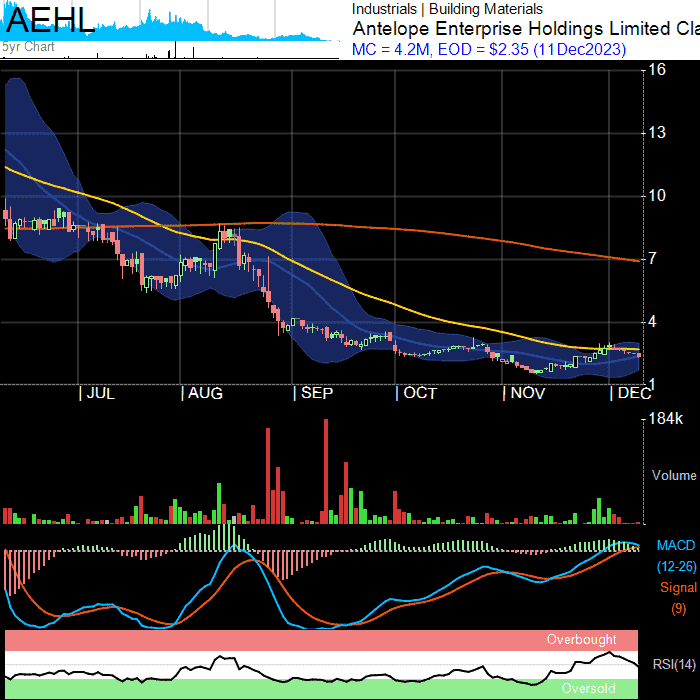 AEHL
5yr Chart
Industrials | Building Materials
Antelope Enterprise Holdings Limited Cla
MC = 4.2M, EOD = $2.35 (11Dec2023)
16
13
10
7
4
1
| JUL | AUG | SEP | OCT | NOV | DEC
184k
Volume
MACD
(12-26)
Signal
(9)
Overbought
RSI(14)
Oversold